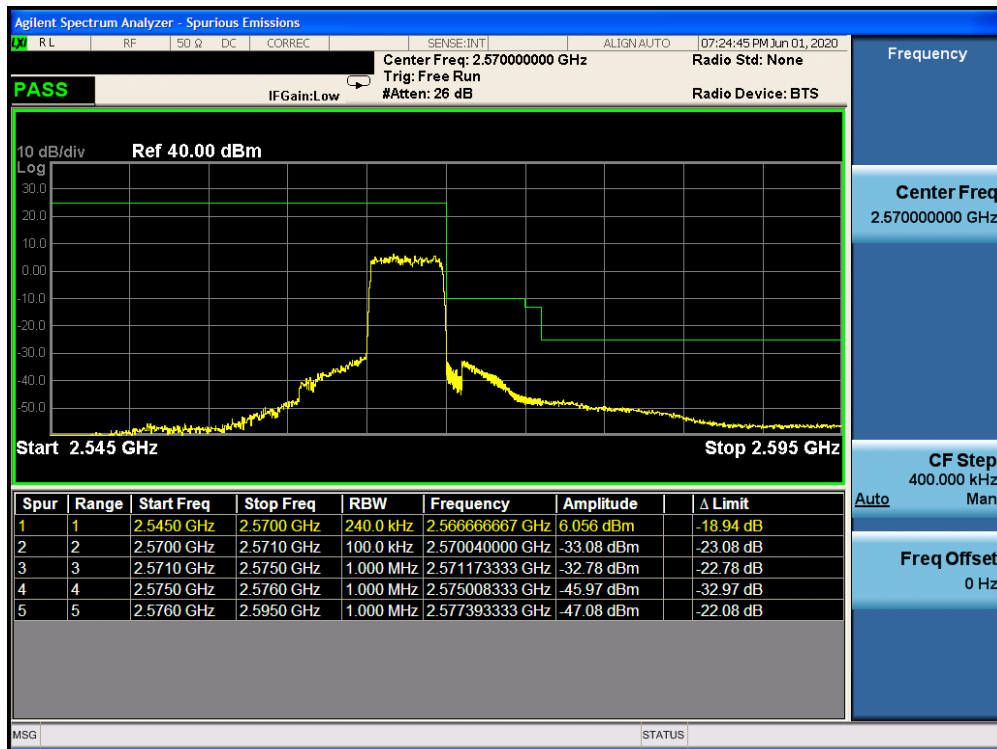 Agilent Spectrum Analyzer - Spurious Emissions
LXI RL RF 50 Ω DC CORREC SENSE:INT ALIGN AUTO 07:24:45 PM Jun 01, 2020
Center Freq: 2.570000000 GHz Radio Std: None
Trig: Free Run
PASS IFGain:Low #Atten: 26 dB Radio Device: BTS
10 dB/div Ref 40.00 dBm
Log
30.0
20.0
10.0
0.00
-10.0
-20.0
-30.0
-40.0
-50.0
Start 2.545 GHz Stop 2.595 GHz
Spur Range Start Freq Stop Freq RBW Frequency Amplitude Δ Limit
1 1 2.5450 GHz 2.5700 GHz 240.0 kHz 2.566666667 GHz 6.056 dBm -18.94 dB
2 2 2.5700 GHz 2.5710 GHz 100.0 kHz 2.570040000 GHz -33.08 dBm -23.08 dB
3 3 2.5710 GHz 2.5750 GHz 1.000 MHz 2.571173333 GHz -32.78 dBm -22.78 dB
4 4 2.5750 GHz 2.5760 GHz 1.000 MHz 2.575008333 GHz -45.97 dBm -32.97 dB
5 5 2.5760 GHz 2.5950 GHz 1.000 MHz 2.577393333 GHz -47.08 dBm -22.08 dB
MSG STATUS
Frequency
Center Freq
2.570000000 GHz
CF Step
400.000 kHz
Auto Man
Freq Offset
0 Hz